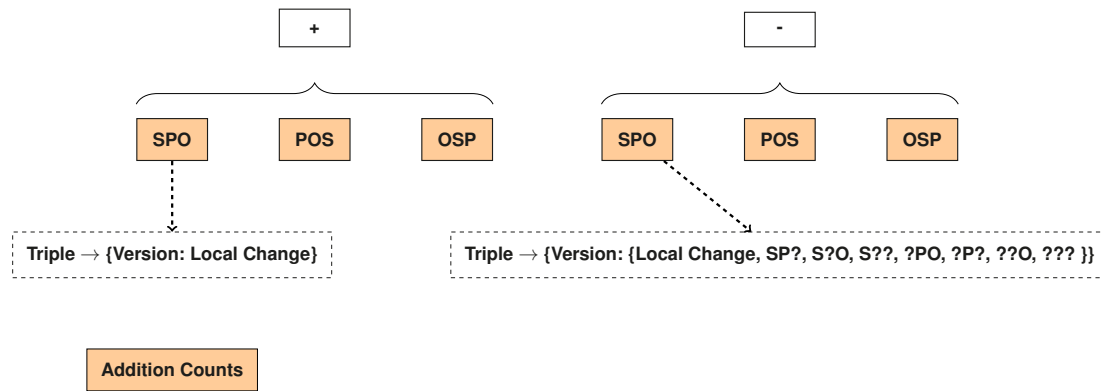 +
-
SPO
POS
OSP
SPO
POS
OSP
Triple → {Version: Local Change}
Triple → {Version: {Local Change, SP?, S?O, S??, ?PO, ?P?, ??O, ??? }}
Addition Counts